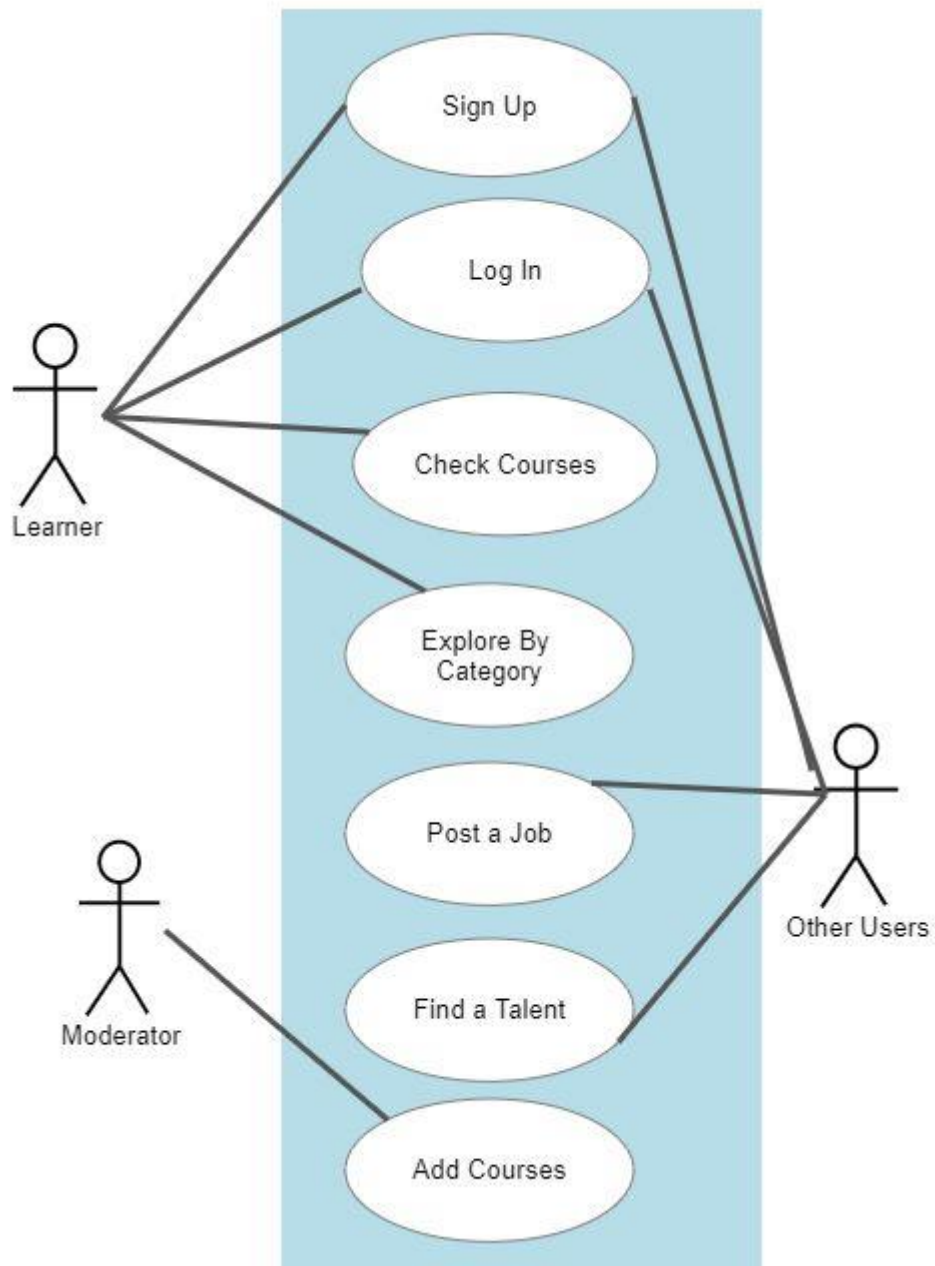 Sign Up
Log In
Check Courses
Learner
Explore By
Category
Post a Job
Other Users
Find a Talent
Moderator
Add Courses